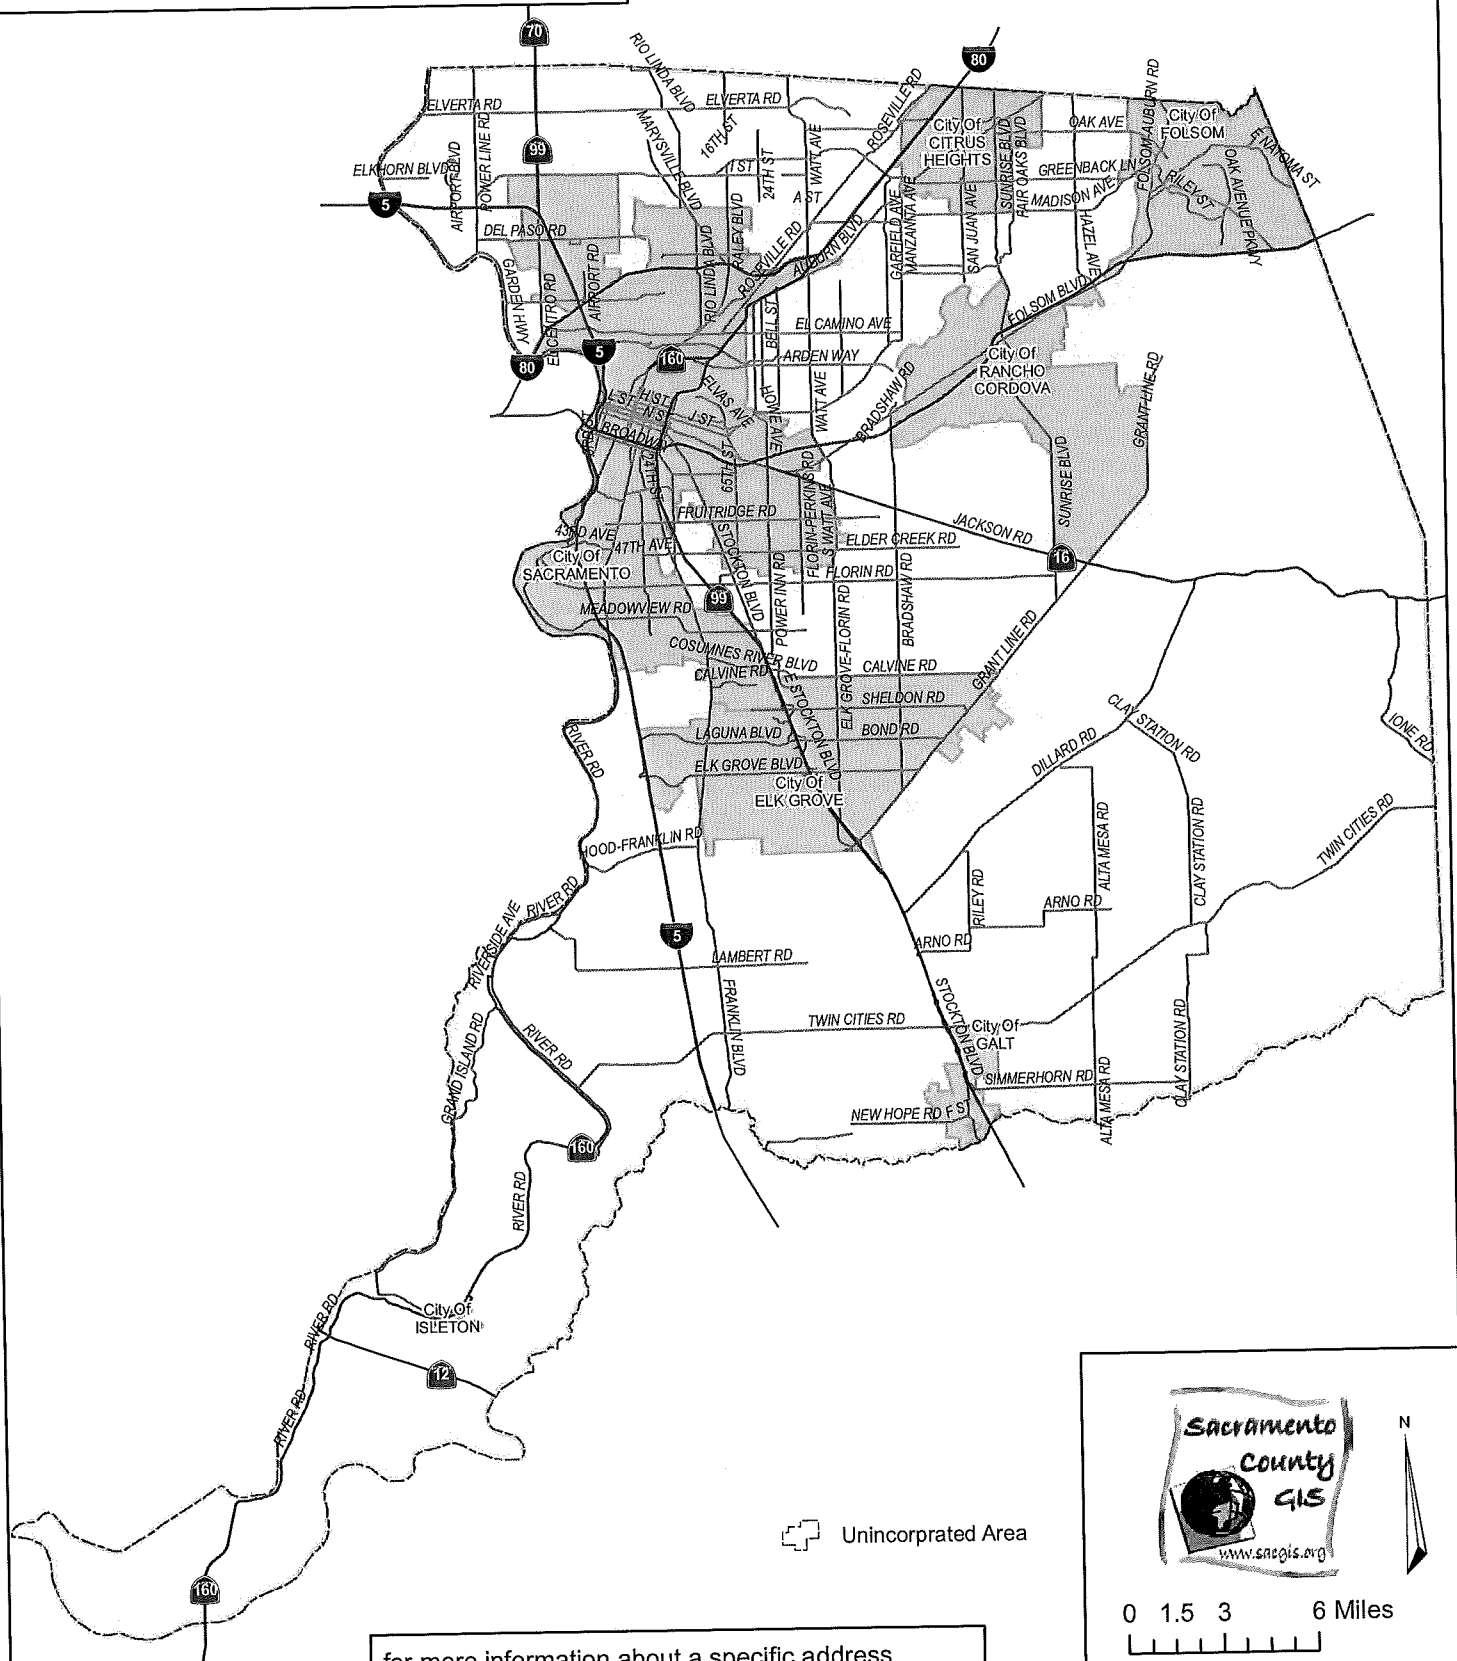 70
80
RIO LINDA BLVD
ELVERTA RD
ELVERTA RD
ROSEVILLE RD
FOLSOM AUBURN RD
City Of
FOLSOM
OAK AVE
City Of
CITRUS
HEIGHTS
MARYSVILLE BLVD
16TH ST
WATT AVE
SUNRISE BLVD
FAIR OAKS BLVD
E NATOMA ST
99
POWER LINE RD
AIRPORT BLVD
ELKHORN BLVD
I ST
24TH ST
A ST
GREENBACK LN
MADISON AVE
RILEY ST
OAK AVENUE PKWY
5
DEL PASO RD
RALEY BLVD
RIO LINDA BLVD
ROSEVILLE RD
AUBURN BLVD
GARFIELD AVE
MANZANITA AVE
SAN JUAN AVE
HAZEL AVE
GARDEN HWY
EL CENTRO RD
AIRPORT RD
BELL ST
EL CAMINO AVE
FOLSOM BLVD
5
80
160
ARDEN WAY
City Of
RANCHO
CORDOVA
GRANT LINE RD
L ST
H ST
N ST
J ST
ELVAS AVE
HOWE AVE
WATT AVE
BRADSHAW RD
BROADWAY
24TH ST
65TH ST
SUNRISE BLVD
FLORIN-PERKINS RD
S WATT AVE
FRUITRIDGE RD
JACKSON RD
43RD AVE
47TH AVE
STOCKTON BLVD
ELDER CREEK RD
16
City Of
SACRAMENTO
FLORIN RD
99
POWER INN RD
BRADSHAW RD
MEADOWVIEW RD
ELK GROVE-FLORIN RD
GRANT LINE RD
COSUMNES RIVER BLVD
CALVINE RD
CALVINE RD
E STOCKTON BLVD
SHELDON RD
CLAY STATION RD
IONE RD
RIVER RD
LAGUNA BLVD
BOND RD
DILLARD RD
ELK GROVE BLVD
City Of
ELK GROVE
ALTA MESA RD
CLAY STATION RD
TWIN CITIES RD
HOOD-FRANKLIN RD
RIVER RD
RILEY RD
ARNO RD
RIVERSIDE AVE
5
ARNO RD
LAMBERT RD
FRANKLIN BLVD
STOCKTON BLVD
TWIN CITIES RD
City Of
GALT
GRAND ISLAND RD
RIVER RD
SIMMERHORN RD
ALTA MESA RD
CLAY STATION RD
NEW HOPE RD
F ST
160
RIVER RD
City Of
ISLETON
RIVER RD
12
RIVER RD
160
Unincorprated Area
Sacramento
County
GIS
www.sacgis.org
N
0 1.5 3 6 Miles
for more information about a specific address